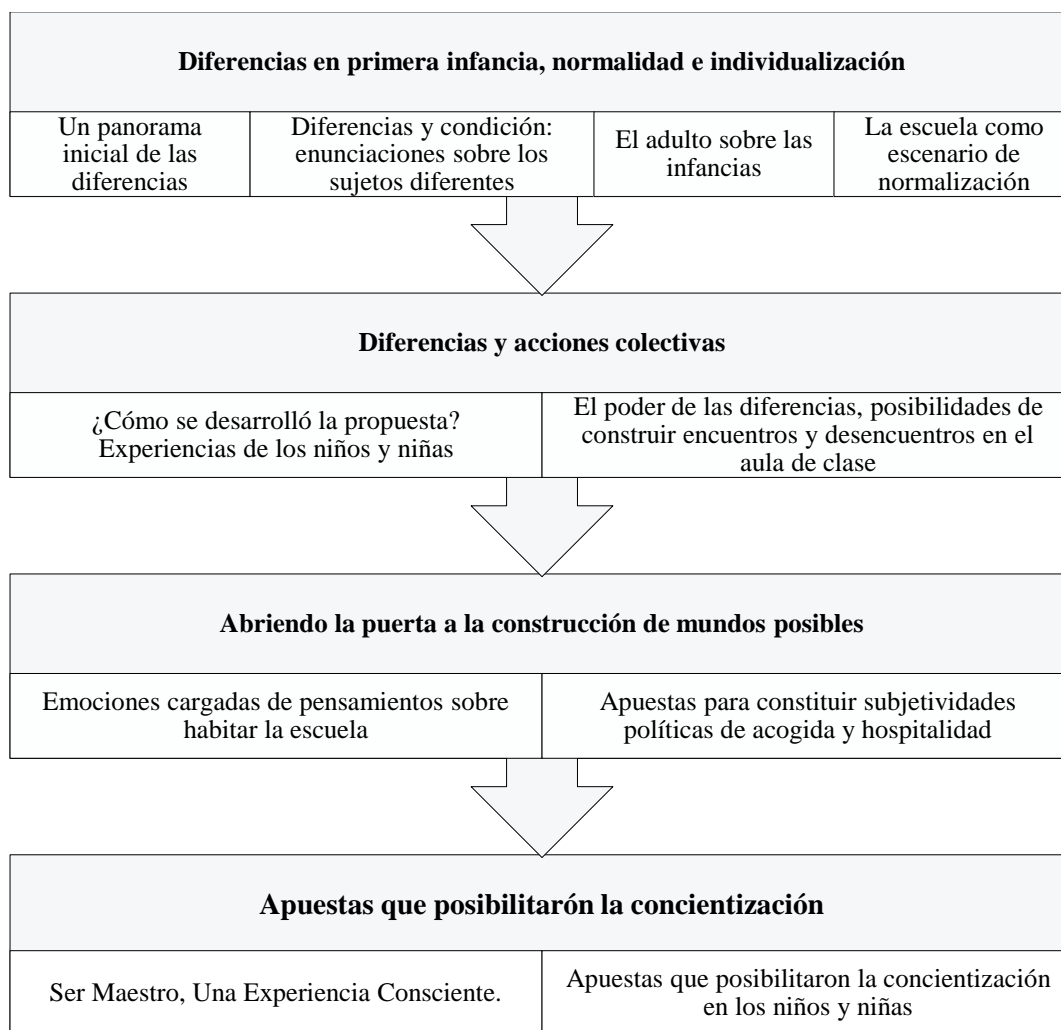 Diferencias en primera infancia, normalidad e individualización
Un panorama
inicial de las
diferencias
Diferencias y condición:
enunciaciones sobre los
sujetos diferentes
El adulto sobre las
infancias
La escuela como
escenario de
normalización
Diferencias y acciones colectivas
¿Cómo se desarrolló la propuesta?
Experiencias de los niños y niñas
El poder de las diferencias, posibilidades de
construir encuentros y desencuentros en el
aula de clase
Abriendo la puerta a la construcción de mundos posibles
Emociones cargadas de pensamientos sobre
habitar la escuela
Apuestas para constituir subjetividades
políticas de acogida y hospitalidad
Apuestas que posibilitarón la concientización
Ser Maestro, Una Experiencia Consciente.
Apuestas que posibilitaron la concientización
en los niños y niñas